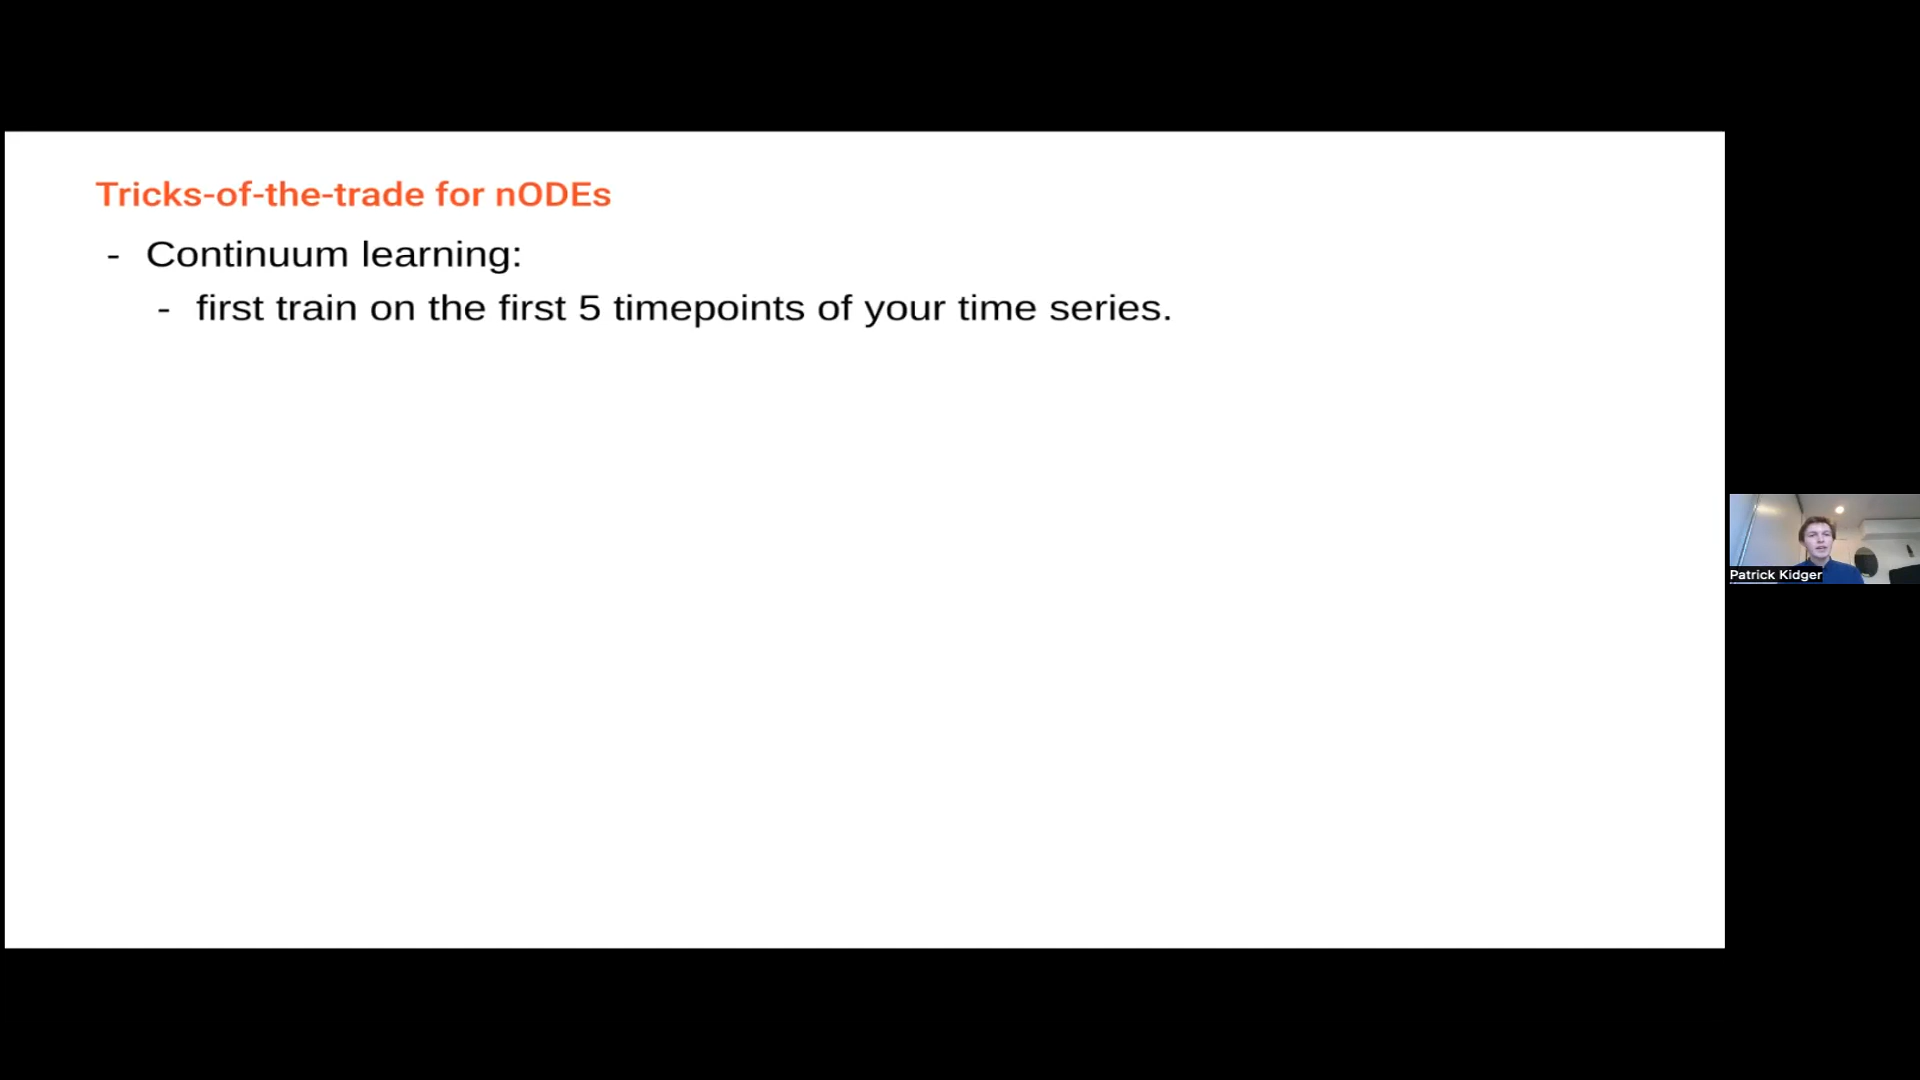 Tricks-of-the-trade for nODEs
- Continuum learning:
- first train on the first 5 timepoints of your time series.
Patrick Kidger